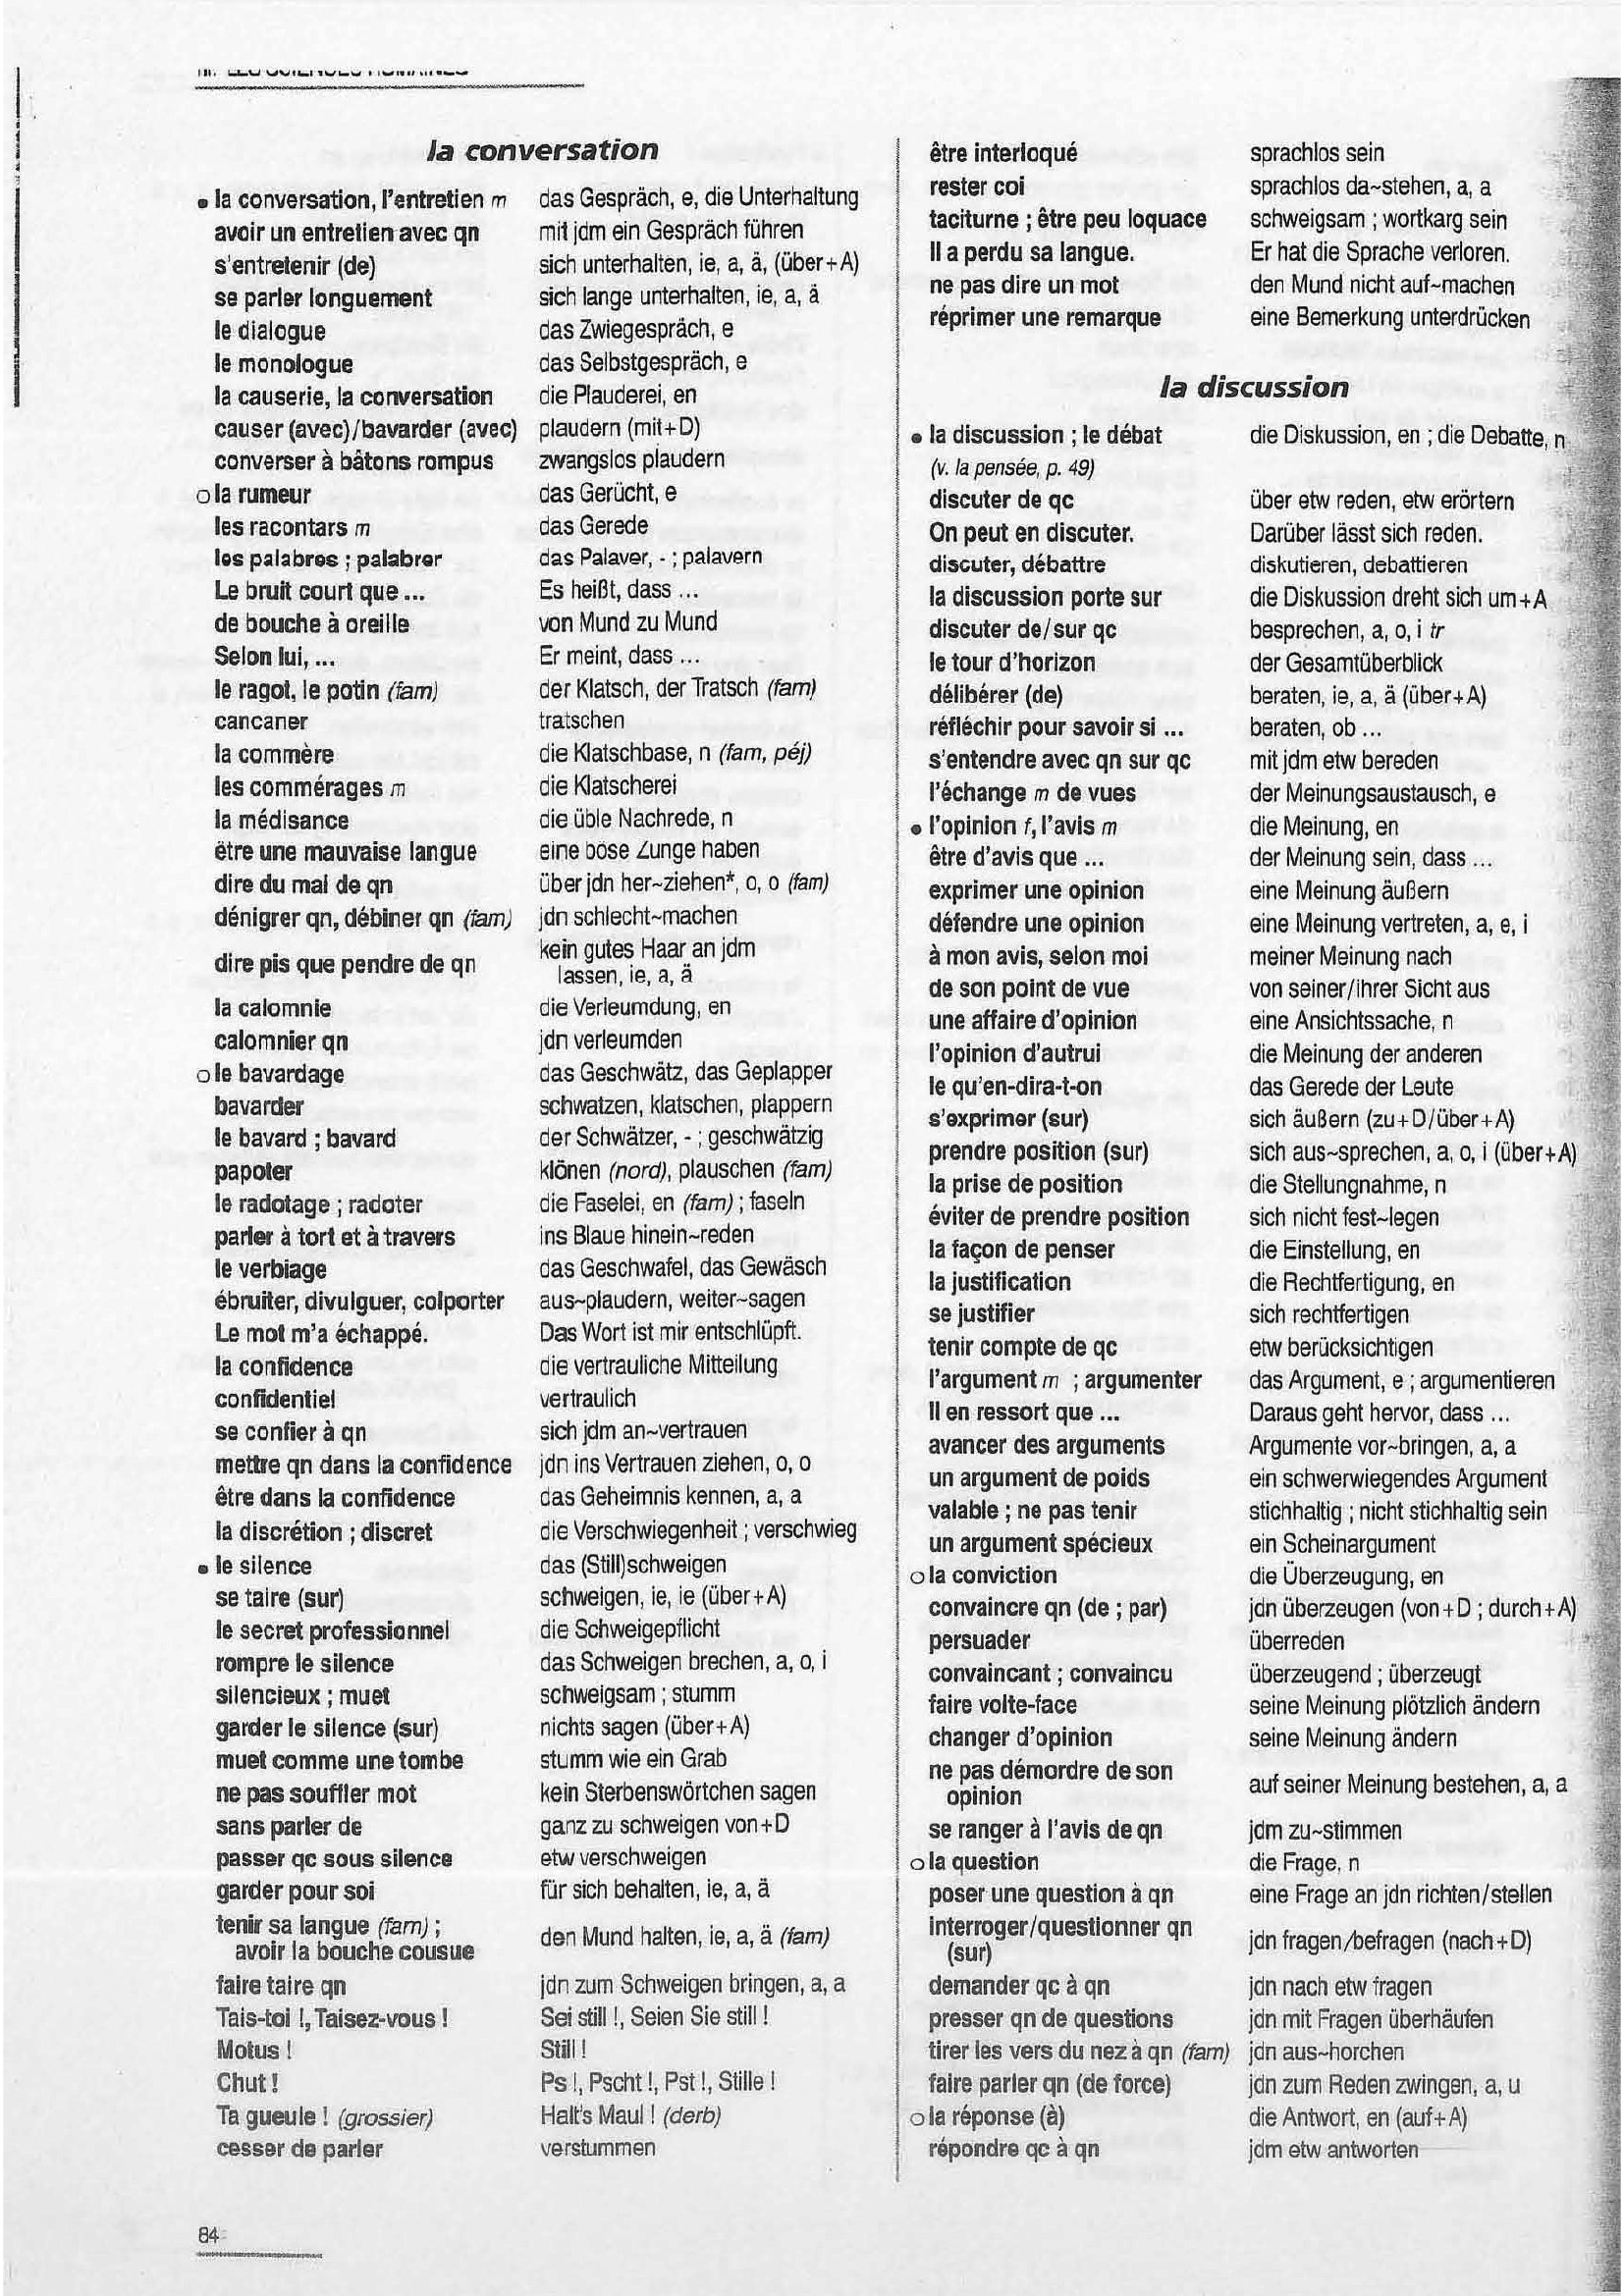 III. LES SCIENCES HUMAINES
la conversation
• la conversation, l'entretien m das Gespräch, e, die Unterhaltung
avoir un entretien avec qn mit jdm ein Gespräch führen
s'entretenir (de) sich unterhalten, ie, a, ä, (über+A)
se parler longuement sich lange unterhalten, ie, a, ä
le dialogue das Zwiegespräch, e
le monologue das Selbstgespräch, e
la causerie, la conversation die Plauderei, en
causer (avec)/bavarder (avec) plaudern (mit+D)
converser à bâtons rompus zwangslos plaudern
o la rumeur das Gerücht, e
les racontars m das Gerede
les palabres ; palabrer das Palaver, - ; palavern
Le bruit court que ... Es heißt, dass ...
de bouche à oreille von Mund zu Mund
Selon lui, ... Er meint, dass ...
le ragot, le potin (fam) der Klatsch, der Tratsch (fam)
cancaner tratschen
la commère die Klatschbase, n (fam, péj)
les commérages m die Klatscherei
la médisance die üble Nachrede, n
être une mauvaise langue eine böse Zunge haben
dire du mal de qn über jdn her~ziehen*, o, o (fam)
dénigrer qn, débiner qn (fam) jdn schlecht~machen
dire pis que pendre de qn kein gutes Haar an jdm
lassen, ie, a, ä
la calomnie die Verleumdung, en
calomnier qn jdn verleumden
o le bavardage das Geschwätz, das Geplapper
bavarder schwatzen, klatschen, plappern
le bavard ; bavard der Schwätzer, - ; geschwätzig
papoter klönen (nord), plauschen (fam)
le radotage ; radoter die Faselei, en (fam) ; faseln
parler à tort et à travers ins Blaue hinein~reden
le verbiage das Geschwafel, das Gewäsch
ébruiter, divulguer, colporter aus~plaudern, weiter~sagen
Le mot m'a échappé. Das Wort ist mir entschlüpft.
la confidence die vertrauliche Mitteilung
confidentiel vertraulich
se confier à qn sich jdm an~vertrauen
mettre qn dans la confidence jdn ins Vertrauen ziehen, o, o
être dans la confidence das Geheimnis kennen, a, a
la discrétion ; discret die Verschwiegenheit ; verschwieg
• le silence das (Still)schweigen
se taire (sur) schweigen, ie, ie (über+A)
le secret professionnel die Schweigepflicht
rompre le silence das Schweigen brechen, a, o, i
silencieux ; muet schweigsam ; stumm
garder le silence (sur) nichts sagen (über+A)
muet comme une tombe stumm wie ein Grab
ne pas souffler mot kein Sterbenswörtchen sagen
sans parler de ganz zu schweigen von+D
passer qc sous silence etw verschweigen
garder pour soi für sich behalten, ie, a, ä
tenir sa langue (fam) ;
avoir la bouche cousue den Mund halten, ie, a, ä (fam)
faire taire qn jdn zum Schweigen bringen, a, a
Tais-toi !, Taisez-vous ! Sei still !, Seien Sie still !
Motus ! Still !
Chut ! Ps !, Pscht !, Pst !, Stille !
Ta gueule ! (grossier) Halt's Maul ! (derb)
cesser de parler verstummen
84
être interloqué sprachlos sein
rester coi sprachlos da~stehen, a, a
taciturne ; être peu loquace schweigsam ; wortkarg sein
Il a perdu sa langue. Er hat die Sprache verloren.
ne pas dire un mot den Mund nicht auf~machen
réprimer une remarque eine Bemerkung unterdrücken
la discussion
• la discussion ; le débat die Diskussion, en ; die Debatte, n
(v. la pensée, p. 49)
discuter de qc über etw reden, etw erörtern
On peut en discuter. Darüber lässt sich reden.
discuter, débattre diskutieren, debattieren
la discussion porte sur die Diskussion dreht sich um+A
discuter de/sur qc besprechen, a, o, i tr
le tour d'horizon der Gesamtüberblick
délibérer (de) beraten, ie, a, ä (über+A)
réfléchir pour savoir si ... beraten, ob ...
s'entendre avec qn sur qc mit jdm etw bereden
l'échange m de vues der Meinungsaustausch, e
• l'opinion f, l'avis m die Meinung, en
être d'avis que ... der Meinung sein, dass ...
exprimer une opinion eine Meinung äußern
défendre une opinion eine Meinung vertreten, a, e, i
à mon avis, selon moi meiner Meinung nach
de son point de vue von seiner/ihrer Sicht aus
une affaire d'opinion eine Ansichtssache, n
l'opinion d'autrui die Meinung der anderen
le qu'en-dira-t-on das Gerede der Leute
s'exprimer (sur) sich äußern (zu+D/über+A)
prendre position (sur) sich aus~sprechen, a, o, i (über+A)
la prise de position die Stellungnahme, n
éviter de prendre position sich nicht fest~legen
la façon de penser die Einstellung, en
la justification die Rechtfertigung, en
se justifier sich rechtfertigen
tenir compte de qc etw berücksichtigen
l'argument m ; argumenter das Argument, e ; argumentieren
Il en ressort que ... Daraus geht hervor, dass ...
avancer des arguments Argumente vor~bringen, a, a
un argument de poids ein schwerwiegendes Argument
valable ; ne pas tenir stichhaltig ; nicht stichhaltig sein
un argument spécieux ein Scheinargument
o la conviction die Überzeugung, en
convaincre qn (de ; par) jdn überzeugen (von+D ; durch+A)
persuader überreden
convaincant ; convaincu überzeugend ; überzeugt
faire volte-face seine Meinung plötzlich ändern
changer d'opinion seine Meinung ändern
ne pas démordre de son
opinion auf seiner Meinung bestehen, a, a
se ranger à l'avis de qn jdm zu~stimmen
o la question die Frage, n
poser une question à qn eine Frage an jdn richten/stellen
interroger/questionner qn
(sur) jdn fragen/befragen (nach+D)
demander qc à qn jdn nach etw fragen
presser qn de questions jdn mit Fragen überhäufen
tirer les vers du nez à qn (fam) jdn aus~horchen
faire parler qn (de force) jdn zum Reden zwingen, a, u
o la réponse (à) die Antwort, en (auf+A)
répondre qc à qn jdm etw antworten